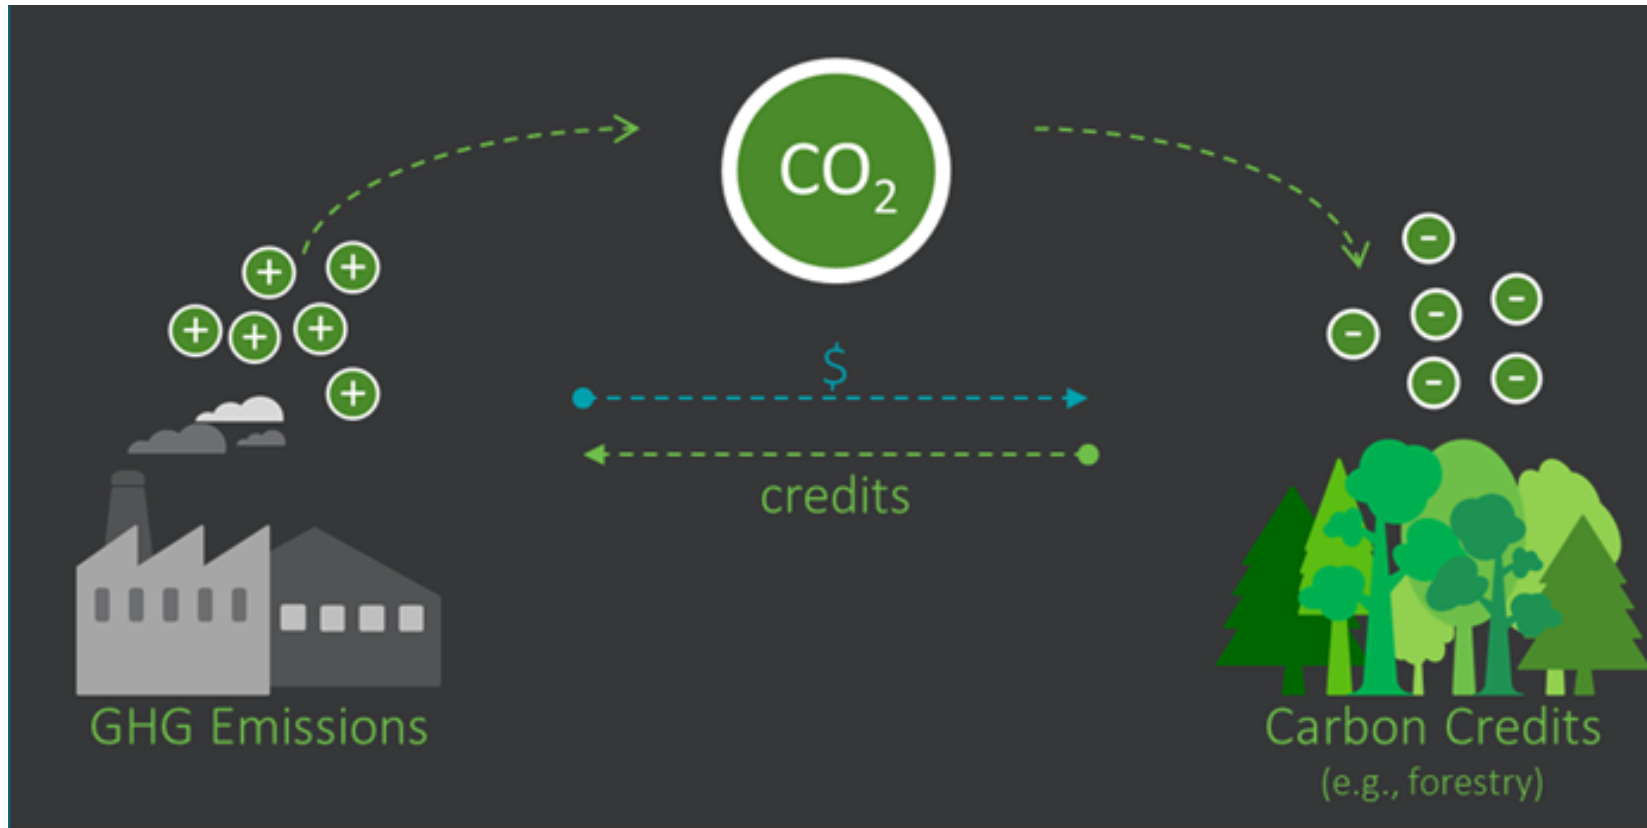 CO₂
$
credits
GHG Emissions
Carbon Credits
(e.g., forestry)